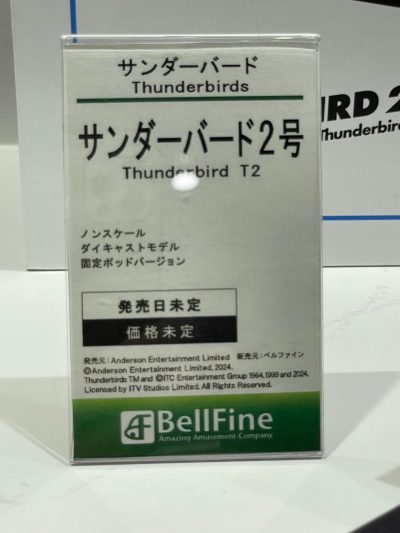 サンダーバード
Thunderbirds
サンダーバード2号
Thunderbird T2
ノンスケール
ダイキャストモデル
固定ポッドバージョン
発売日未定
価格未定
発売元：Anderson Entertainment Limited 販売元：ベルファイン
©Anderson Entertainment Limited, 2024.
Thunderbirds TM and ©ITC Entertainment Group 1964,1999 and 2024.
Licensed by ITV Studios Limited. All Rights Reserved.
BellFine
Amazing Amusement Company
IRD 2
Thunderbird